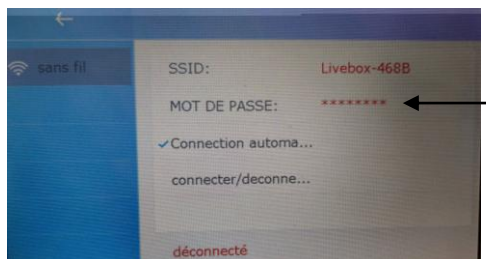 sans fil
SSID: Livebox-468B
MOT DE PASSE: ********
Connection automa...
connecter/deconne...
déconnecté